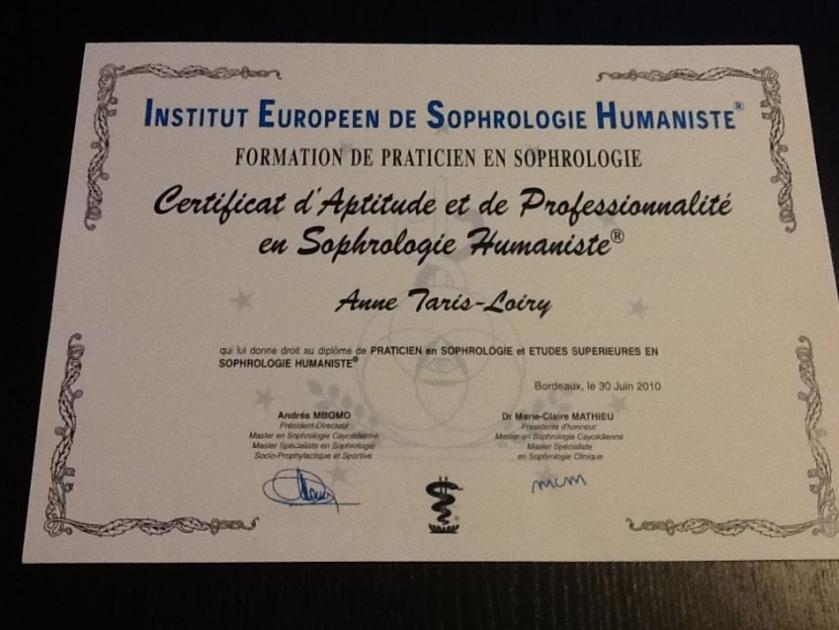 INSTITUT EUROPEEN DE SOPHROLOGIE HUMANISTE®
FORMATION DE PRATICIEN EN SOPHROLOGIE
Certificat d'Aptitude et de Professionnalité
en Sophrologie Humaniste®
Anne Taris-Loiry
qui lui donne droit au diplôme de PRATICIEN en SOPHROLOGIE et ETUDES SUPERIEURES EN
SOPHROLOGIE HUMANISTE®
Bordeaux, le 30 Juin 2010
Andrés MBOMO
Président-Directeur
Master en Sophrologie Caycédienne
Master Spécialiste en Sophrologie
Socio-Prophylactique et Sportive
Dr Marie-Claire MATHIEU
Présidente d'honneur
Master en Sophrologie Caycédienne
Master Spécialiste
en Sophrologie Clinique
mcm